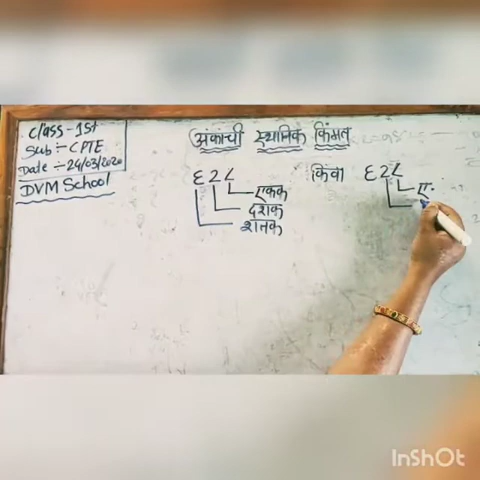 Class - 1st
Sub :- CPTE
Date :- 24/03/2020
DVM School
अंकाची स्थानिक किंमत
६२८
एकक
दशक
शतक
किंवा ६२८
ए.
InShOt